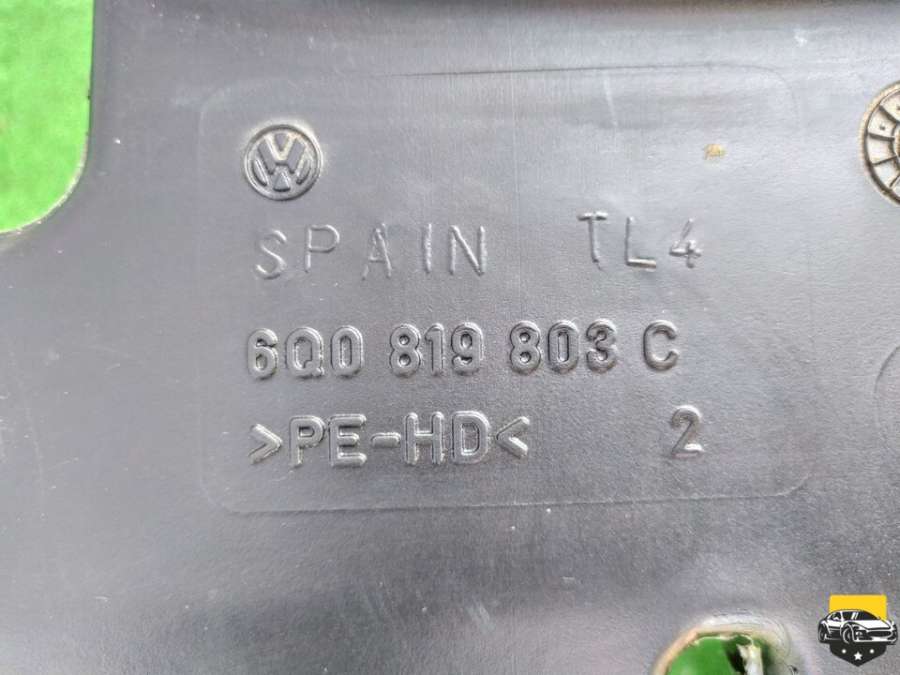 SPAIN TL4
6Q0 819 803 C
>PE-HD< 2